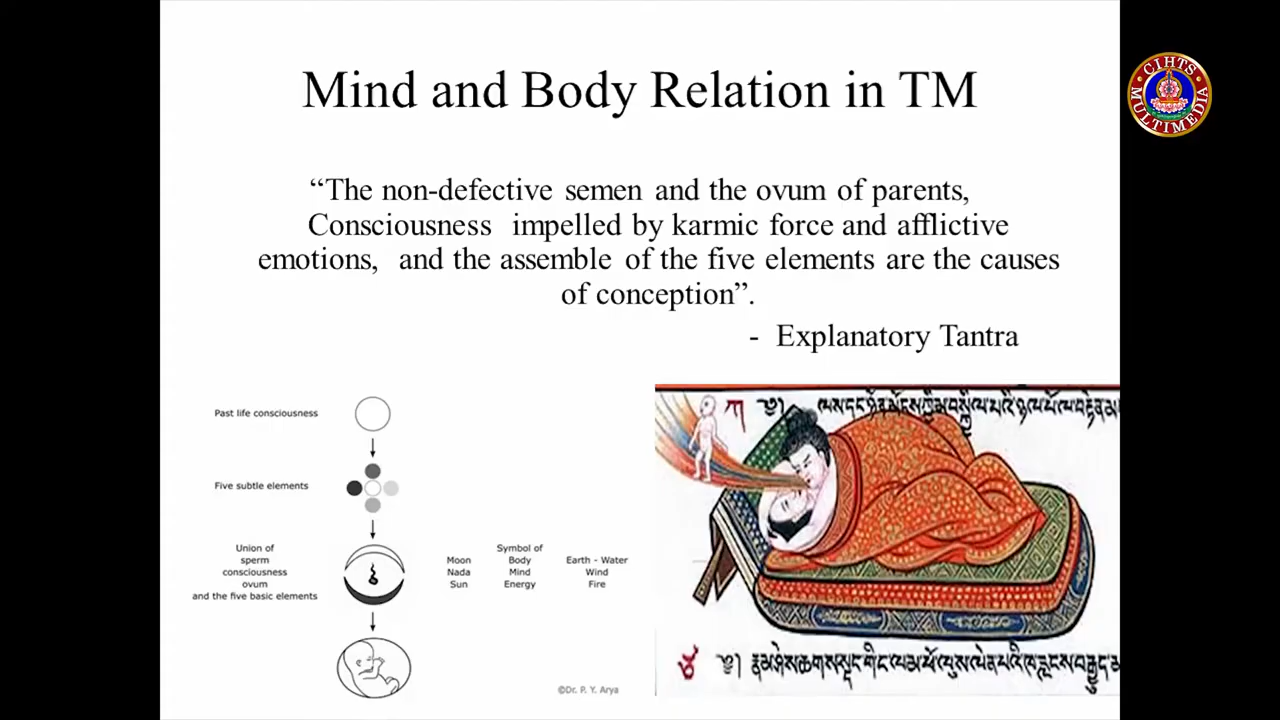 Mind and Body Relation in TM
CIHTS
MULTIMEDIA
“The non-defective semen and the ovum of parents,
Consciousness impelled by karmic force and afflictive
emotions, and the assemble of the five elements are the causes
of conception”.
- Explanatory Tantra
Past life consciousness
Five subtle elements
Union of
sperm
consciousness
ovum
and the five basic elements
Symbol of
Moon Body Earth - Water
Nada Mind Wind
Sun Energy Fire
©Dr. P. Y. Arya